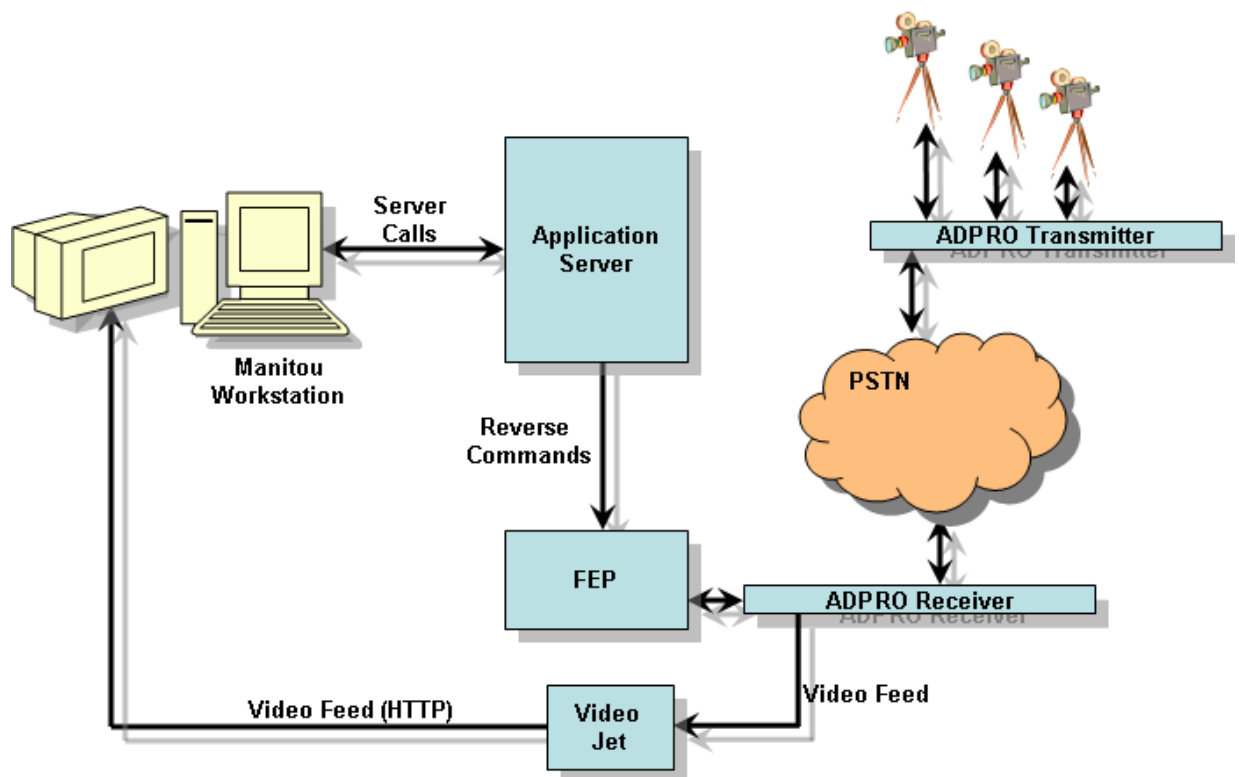 Server
Calls
Application
Server
ADPRO Transmitter
Manitou
Workstation
PSTN
Reverse
Commands
FEP
ADPRO Receiver
Video Feed
Video Feed (HTTP)
Video
Jet